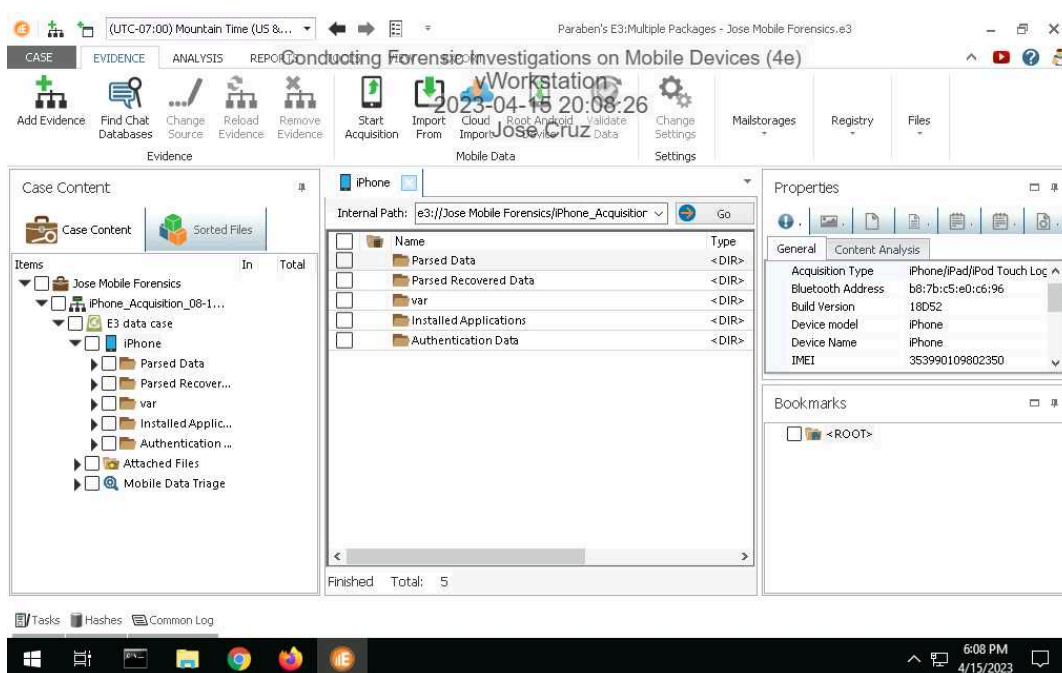 (UTC-07:00) Mountain Time (US &...
Paraben's E3:Multiple Packages - Jose Mobile Forensics.e3
CASE EVIDENCE ANALYSIS
Conducting Forensic Investigations on Mobile Devices (4e)
vWorkstation
2023-04-15 20:08:26
Jose Cruz
Add Evidence
Find Chat Databases
Change Source
Reload Evidence
Remove Evidence
Evidence
Start Acquisition
Import From
Cloud Import
Root Android Device
Validate Data
Mobile Data
Change Settings
Settings
Mailstorages
Registry
Files
Case Content
Case Content
Sorted Files
Items In Total
Jose Mobile Forensics
iPhone_Acquisition_08-1...
E3 data case
iPhone
Parsed Data
Parsed Recover...
var
Installed Applic...
Authentication ...
Attached Files
Mobile Data Triage
iPhone
Internal Path: e3://Jose Mobile Forensics/iPhone_Acquisitior Go
Name Type
Parsed Data <DIR>
Parsed Recovered Data <DIR>
var <DIR>
Installed Applications <DIR>
Authentication Data <DIR>
Finished Total: 5
Properties
General Content Analysis
Acquisition Type iPhone/iPad/iPod Touch Log
Bluetooth Address b8:7b:c5:e0:c6:96
Build Version 18D52
Device model iPhone
Device Name iPhone
IMEI 353990109802350
Bookmarks
<ROOT>
Tasks Hashes Common Log
6:08 PM
4/15/2023